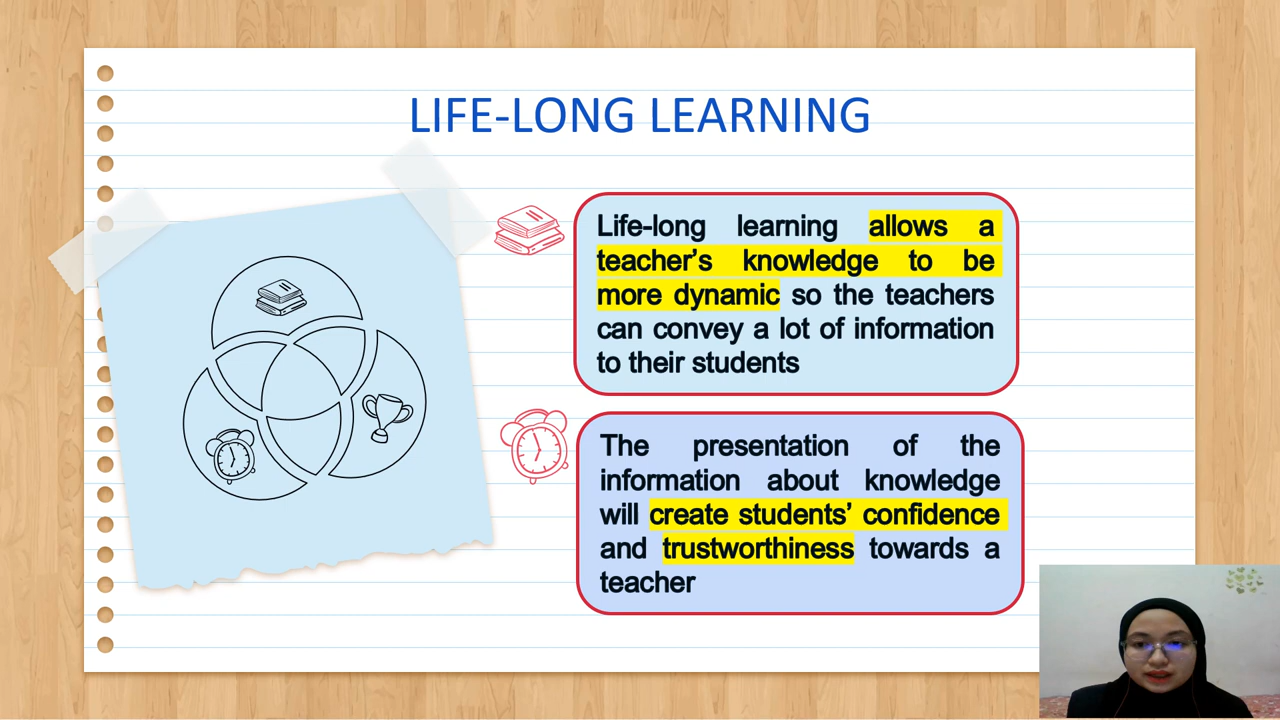 LIFE-LONG LEARNING
Life-long learning allows a
teacher’s knowledge to be
more dynamic so the teachers
can convey a lot of information
to their students
The presentation of the
information about knowledge
will create students’ confidence
and trustworthiness towards a
teacher